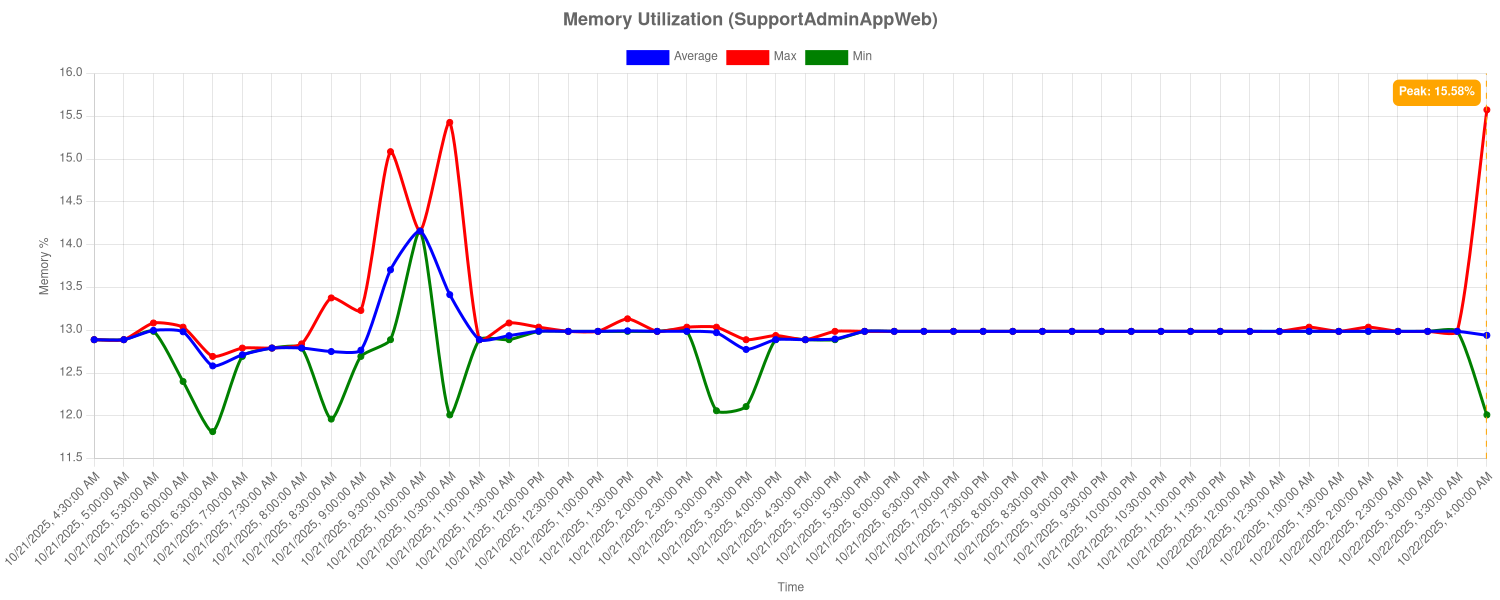 Memory Utilization (SupportAdminAppWeb)
Average Max Min
Peak: 15.58%
16.0
15.5
15.0
14.5
14.0
13.5
13.0
12.5
12.0
11.5
Memory %
10/21/2025, 4:30:00 AM
10/21/2025, 5:00:00 AM
10/21/2025, 5:30:00 AM
10/21/2025, 6:00:00 AM
10/21/2025, 6:30:00 AM
10/21/2025, 7:00:00 AM
10/21/2025, 7:30:00 AM
10/21/2025, 8:00:00 AM
10/21/2025, 8:30:00 AM
10/21/2025, 9:00:00 AM
10/21/2025, 9:30:00 AM
10/21/2025, 10:00:00 AM
10/21/2025, 10:30:00 AM
10/21/2025, 11:00:00 AM
10/21/2025, 11:30:00 AM
10/21/2025, 12:00:00 PM
10/21/2025, 12:30:00 PM
10/21/2025, 1:00:00 PM
10/21/2025, 1:30:00 PM
10/21/2025, 2:00:00 PM
10/21/2025, 2:30:00 PM
10/21/2025, 3:00:00 PM
10/21/2025, 3:30:00 PM
10/21/2025, 4:00:00 PM
10/21/2025, 4:30:00 PM
10/21/2025, 5:00:00 PM
10/21/2025, 5:30:00 PM
10/21/2025, 6:00:00 PM
10/21/2025, 6:30:00 PM
10/21/2025, 7:00:00 PM
10/21/2025, 7:30:00 PM
10/21/2025, 8:00:00 PM
10/21/2025, 8:30:00 PM
10/21/2025, 9:00:00 PM
10/21/2025, 9:30:00 PM
10/21/2025, 10:00:00 PM
10/21/2025, 10:30:00 PM
10/21/2025, 11:00:00 PM
10/21/2025, 11:30:00 PM
10/22/2025, 12:00:00 AM
10/22/2025, 12:30:00 AM
10/22/2025, 1:00:00 AM
10/22/2025, 1:30:00 AM
10/22/2025, 2:00:00 AM
10/22/2025, 2:30:00 AM
10/22/2025, 3:00:00 AM
10/22/2025, 3:30:00 AM
10/22/2025, 4:00:00 AM
Time